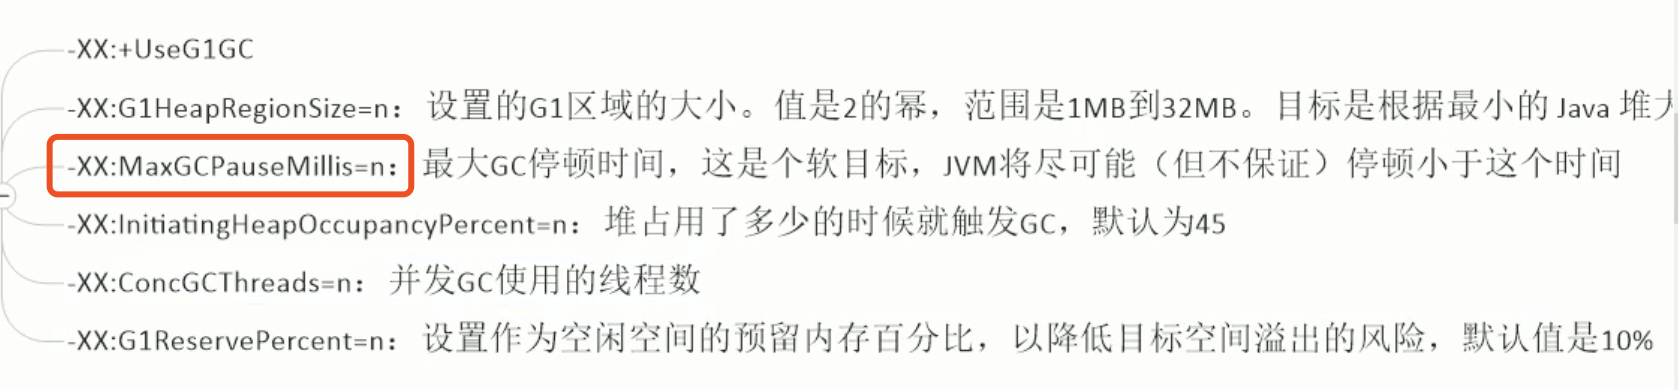 -XX:+UseG1GC
-XX:G1HeapRegionSize=n：设置的G1区域的大小。值是2的幂，范围是1MB到32MB。目标是根据最小的 Java 堆大
-XX:MaxGCPauseMillis=n：最大GC停顿时间，这是个软目标，JVM将尽可能（但不保证）停顿小于这个时间
-XX:InitiatingHeapOccupancyPercent=n：堆占用了多少的时候就触发GC，默认为45
-XX:ConcGCThreads=n：并发GC使用的线程数
-XX:G1ReservePercent=n：设置作为空闲空间的预留内存百分比，以降低目标空间溢出的风险，默认值是10%